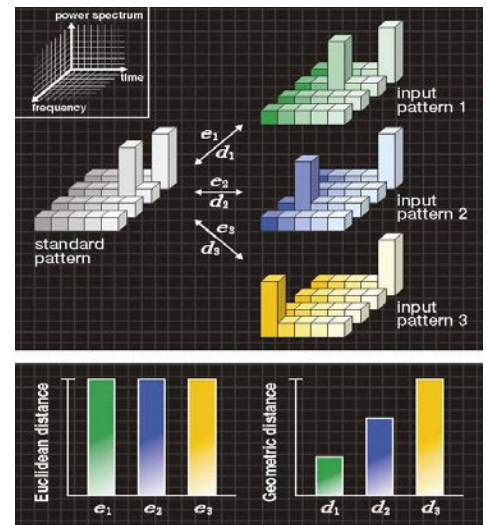 power spectrum
time
frequency
input
pattern 1
e1
d1
e2
d2
e3
d3
standard
pattern
input
pattern 2
input
pattern 3
Euclidean distance
e1 e2 e3
Geometric distance
d1 d2 d3